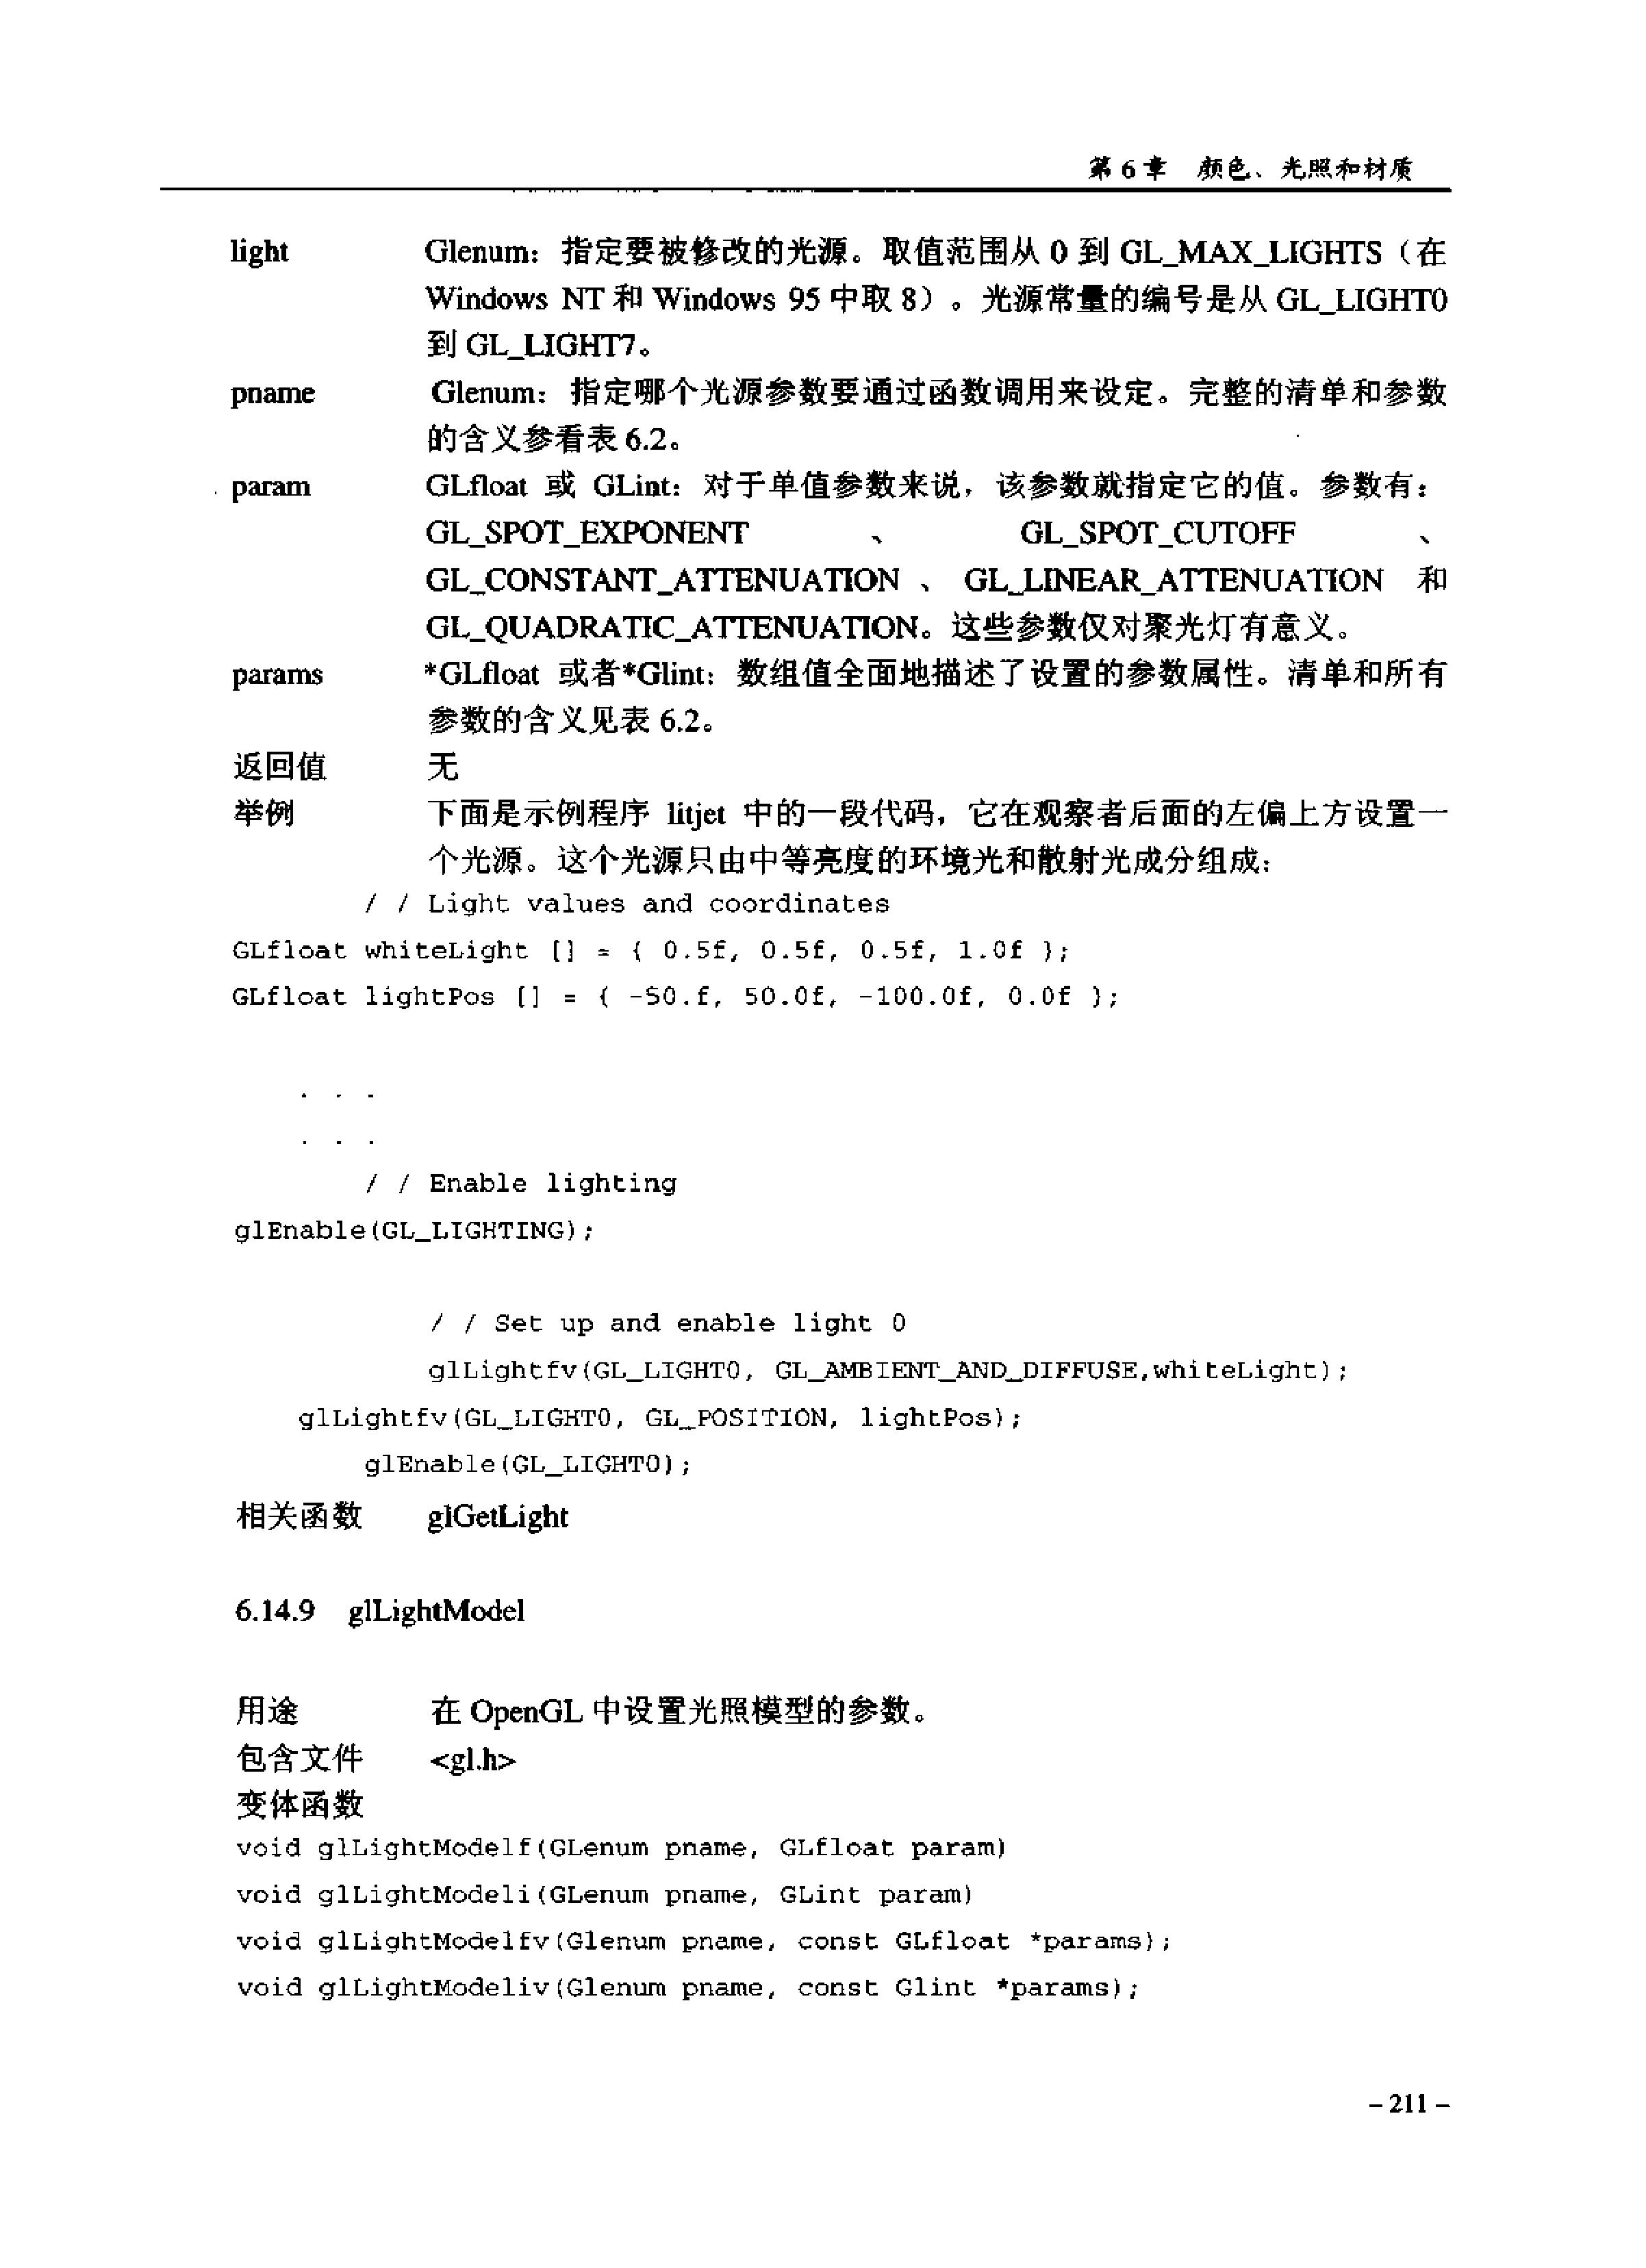 第 6 章 颜色、光照和材质
light Glenum：指定要被修改的光源。取值范围从 0 到 GL_MAX_LIGHTS（在
Windows NT 和 Windows 95 中取 8）。光源常量的编号是从 GL_LIGHT0
到 GL_LIGHT7。
pname Glenum：指定哪个光源参数要通过函数调用来设定。完整的清单和参数
的含义参看表 6.2。
param GLfloat 或 GLint：对于单值参数来说，该参数就指定它的值。参数有：
GL_SPOT_EXPONENT 、 GL_SPOT_CUTOFF 、
GL_CONSTANT_ATTENUATION 、 GL_LINEAR_ATTENUATION 和
GL_QUADRATIC_ATTENUATION。这些参数仅对聚光灯有意义。
params *GLfloat 或者*Glint：数组值全面地描述了设置的参数属性。清单和所有
参数的含义见表 6.2。
返回值 无
举例 下面是示例程序 litjet 中的一段代码，它在观察者后面的左偏上方设置一
个光源。这个光源只由中等亮度的环境光和散射光成分组成：
/ / Light values and coordinates
GLfloat whiteLight [] = { 0.5f, 0.5f, 0.5f, 1.0f };
GLfloat lightPos [] = { -50.f, 50.0f, -100.0f, 0.0f };
. . .
. . .
/ / Enable lighting
glEnable(GL_LIGHTING);
/ / Set up and enable light 0
glLightfv(GL_LIGHT0, GL_AMBIENT_AND_DIFFUSE,whiteLight);
glLightfv(GL_LIGHT0, GL_POSITION, lightPos);
glEnable(GL_LIGHT0);
相关函数 glGetLight
6.14.9 glLightModel
用途 在 OpenGL 中设置光照模型的参数。
包含文件 <gl.h>
变体函数
void glLightModelf(GLenum pname, GLfloat param)
void glLightModeli(GLenum pname, GLint param)
void glLightModelfv(Glenum pname, const GLfloat *params);
void glLightModeliv(Glenum pname, const Glint *params);
– 211 –